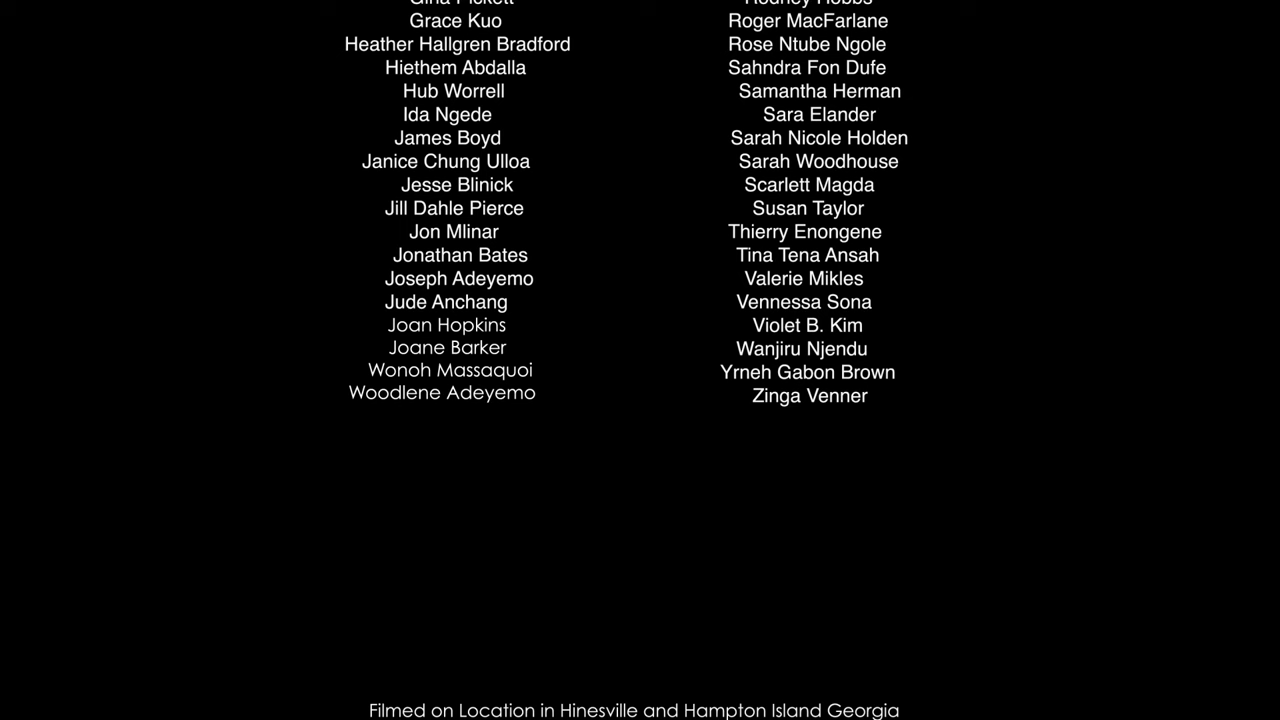 Gina Pickett
Grace Kuo
Heather Hallgren Bradford
Hiethem Abdalla
Hub Worrell
Ida Ngede
James Boyd
Janice Chung Ulloa
Jesse Blinick
Jill Dahle Pierce
Jon Mlinar
Jonathan Bates
Joseph Adeyemo
Jude Anchang
Joan Hopkins
Joane Barker
Wonoh Massaquoi
Woodlene Adeyemo
Rodney Hobbs
Roger MacFarlane
Rose Ntube Ngole
Sahndra Fon Dufe
Samantha Herman
Sara Elander
Sarah Nicole Holden
Sarah Woodhouse
Scarlett Magda
Susan Taylor
Thierry Enongene
Tina Tena Ansah
Valerie Mikles
Vennessa Sona
Violet B. Kim
Wanjiru Njendu
Yrneh Gabon Brown
Zinga Venner
Filmed on Location in Hinesville and Hampton Island Georgia